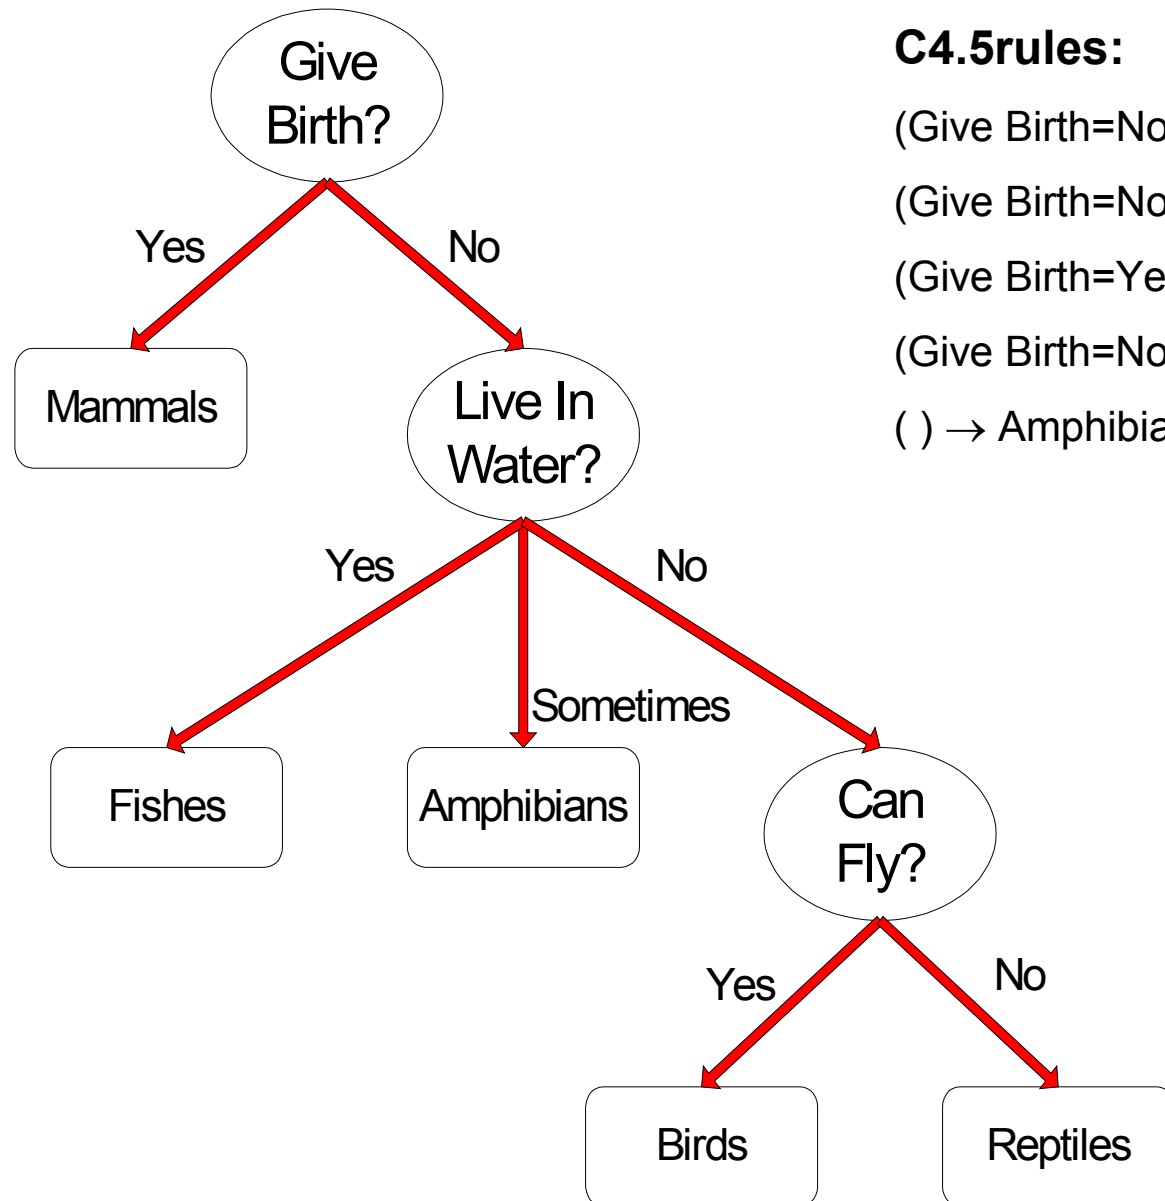 Give
Birth?
Yes
No
Mammals
Live In
Water?
Yes
Sometimes
No
Fishes
Amphibians
Can
Fly?
Yes
No
Birds
Reptiles
C4.5rules:
(Give Birth=No
(Give Birth=No
(Give Birth=Ye
(Give Birth=No
( ) → Amphibia